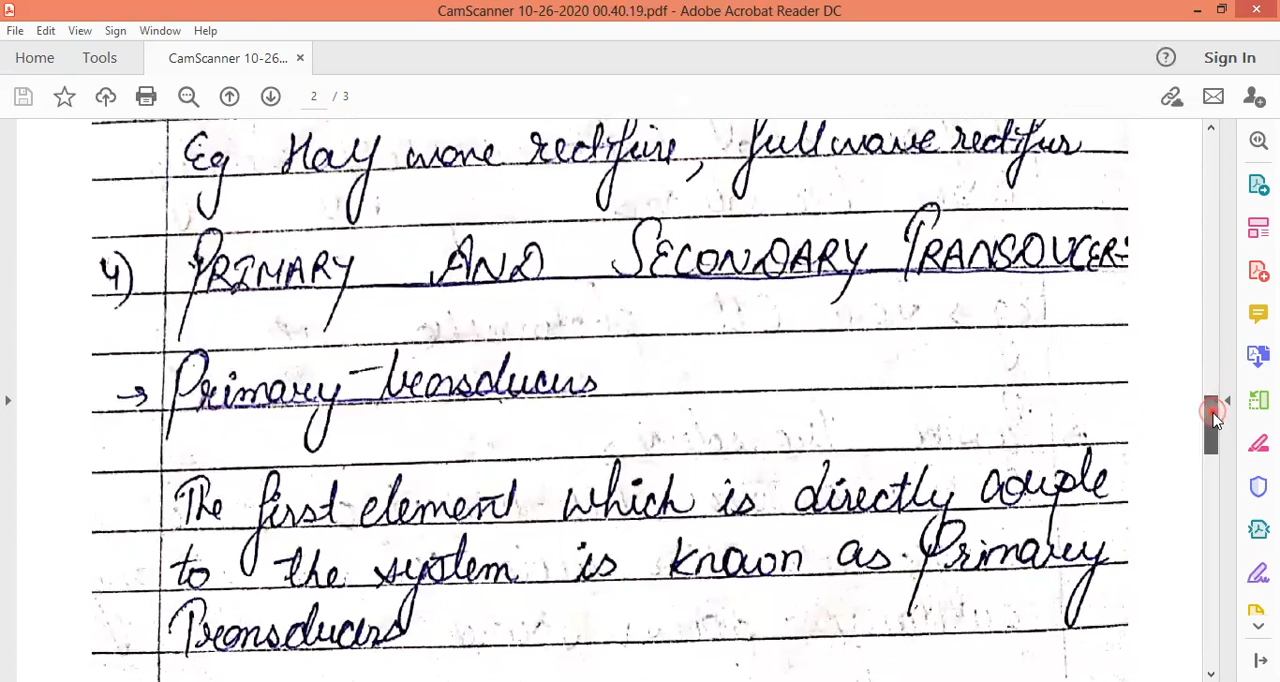 CamScanner 10-26-2020 00.40.19.pdf - Adobe Acrobat Reader DC
File Edit View Sign Window Help
Home Tools CamScanner 10-26... × Sign In
2 / 3
Eg Half wave rectifire, full wave rectifier
4) PRIMARY AND SECONDARY TRANSDUCER:
→ Primary transducers
The first element which is directly couple
to the system is known as Primary
Transducers